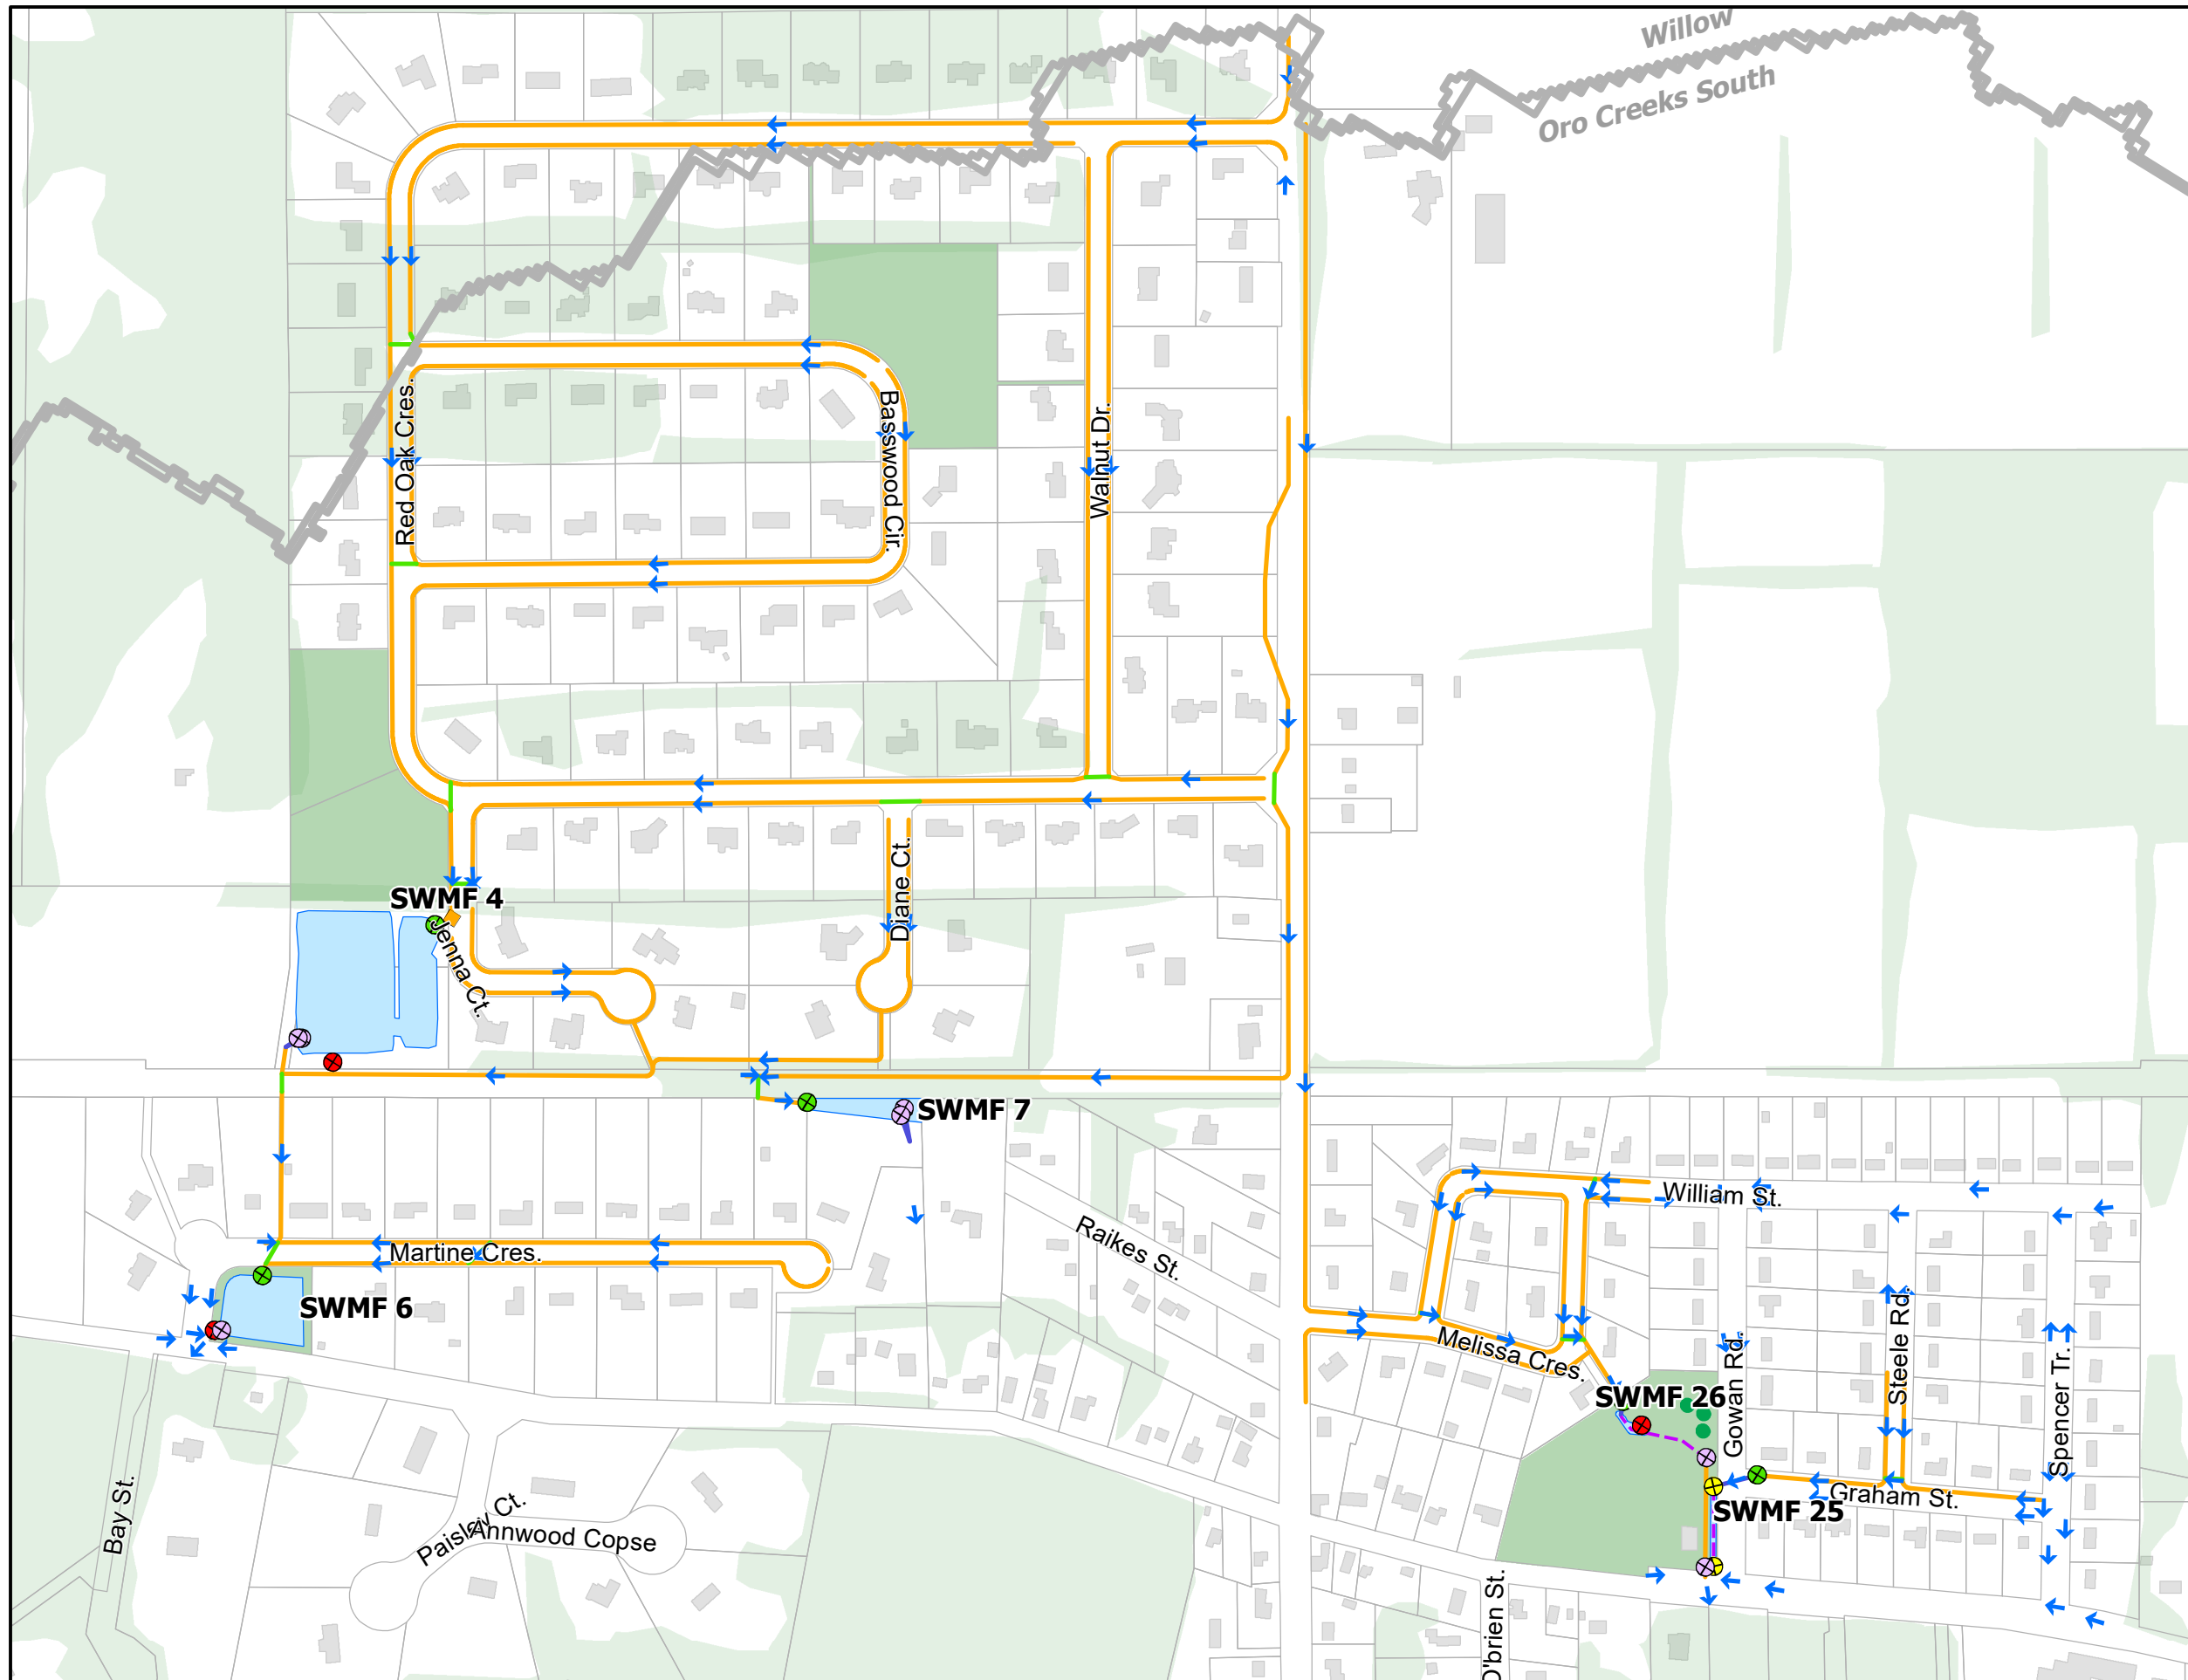 Willow
Oro Creeks South
Red Oak Cres.
Basswood Cir.
Walnut Dr.
Diane Ct.
SWMF 4
Jenna Ct.
SWMF 7
William St.
Raikes St.
Martine Cres.
SWMF 6
Melissa Cres.
Steele Rd.
Gowan Rd.
Spencer Tr.
SWMF 26
Graham St.
SWMF 25
Bay St.
Paisley Ct.
Annwood Copse
O'brien St.